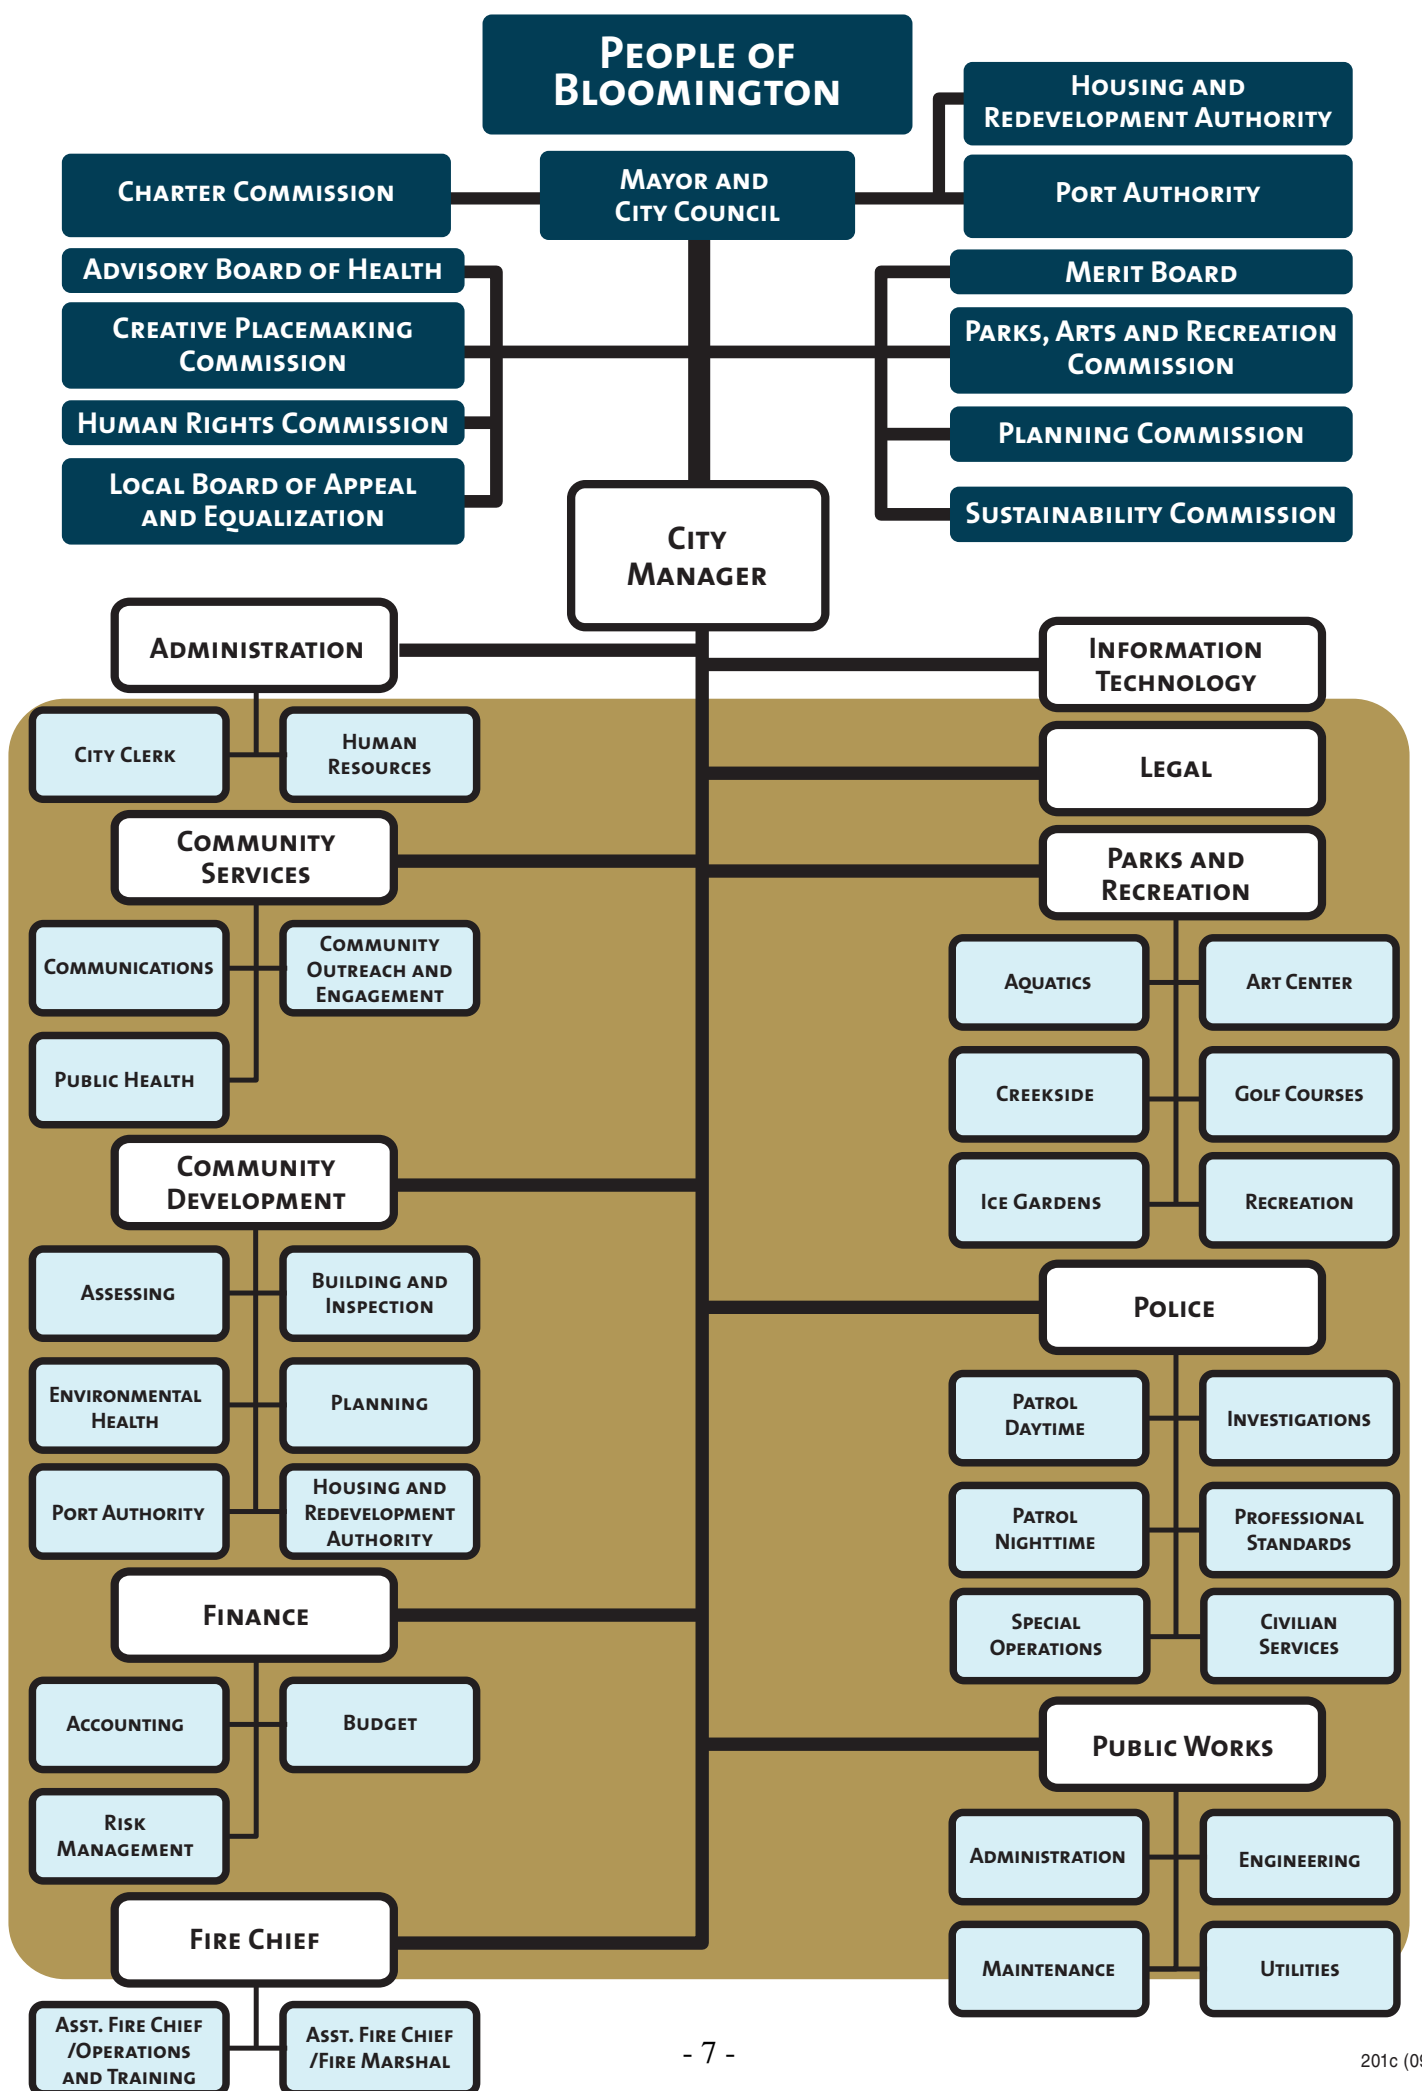 People of
Bloomington
Housing and
Redevelopment Authority
Charter Commission
Mayor and
City Council
Port Authority
Advisory Board of Health
Merit Board
Creative Placemaking
Commission
Parks, Arts and Recreation
Commission
Human Rights Commission
Planning Commission
Local Board of Appeal
and Equalization
Sustainability Commission
City
Manager
Administration
Information
Technology
City Clerk
Human
Resources
Legal
Community
Services
Parks and
Recreation
Communications
Community
Outreach and
Engagement
Aquatics
Art Center
Public Health
Creekside
Golf Courses
Community
Development
Ice Gardens
Recreation
Assessing
Building and
Inspection
Police
Environmental
Health
Planning
Patrol
Daytime
Investigations
Port Authority
Housing and
Redevelopment
Authority
Patrol
Nighttime
Professional
Standards
Finance
Special
Operations
Civilian
Services
Accounting
Budget
Public Works
Risk
Management
Administration
Engineering
Fire Chief
Maintenance
Utilities
Asst. Fire Chief
/Operations
and Training
Asst. Fire Chief
/Fire Marshal
- 7 -
201c (09